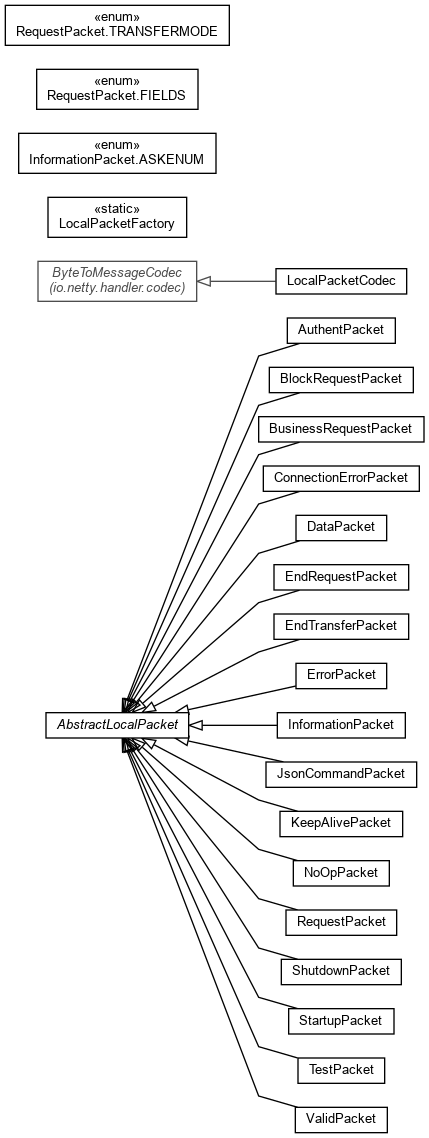 «enum»
RequestPacket.TRANSFERMODE
«enum»
RequestPacket.FIELDS
«enum»
InformationPacket.ASKENUM
«static»
LocalPacketFactory
ByteToMessageCodec
(io.netty.handler.codec)
LocalPacketCodec
AuthentPacket
BlockRequestPacket
BusinessRequestPacket
ConnectionErrorPacket
DataPacket
EndRequestPacket
EndTransferPacket
ErrorPacket
AbstractLocalPacket
InformationPacket
JsonCommandPacket
KeepAlivePacket
NoOpPacket
RequestPacket
ShutdownPacket
StartupPacket
TestPacket
ValidPacket